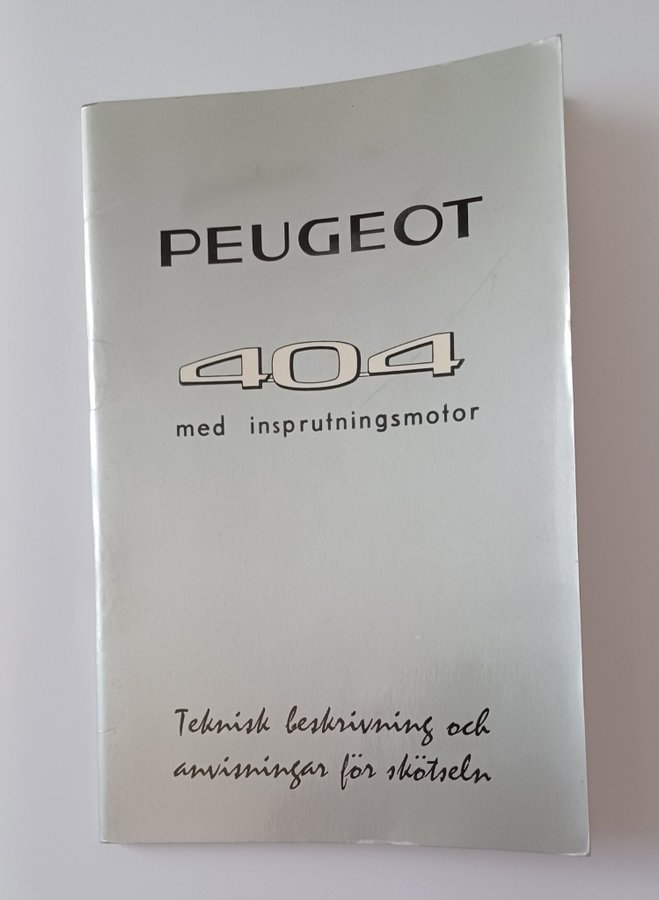 PEUGEOT
404
med insprutningsmotor
Teknisk beskrivning och
anvisningar för skötseln